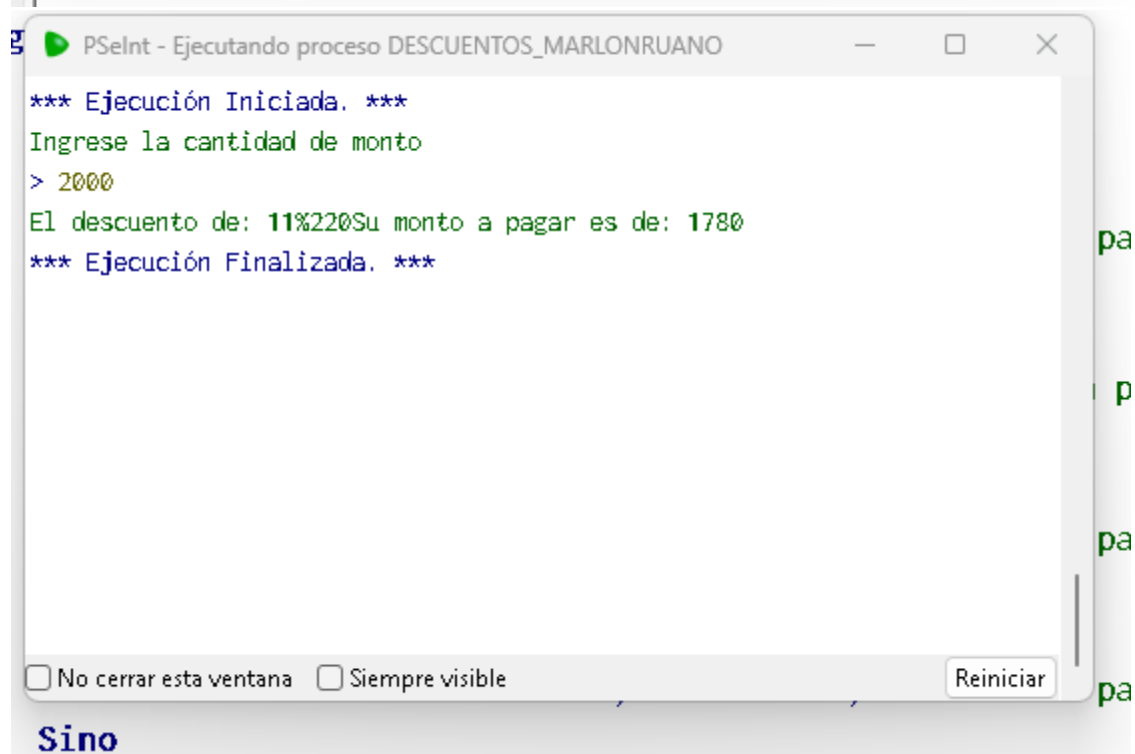 PSeInt - Ejecutando proceso DESCUENTOS_MARLONRUANO
*** Ejecución Iniciada. ***
Ingrese la cantidad de monto
> 2000
El descuento de: 11%220Su monto a pagar es de: 1780
*** Ejecución Finalizada. ***
pa
p
pa
No cerrar esta ventana Siempre visible Reiniciar
pa
Sino